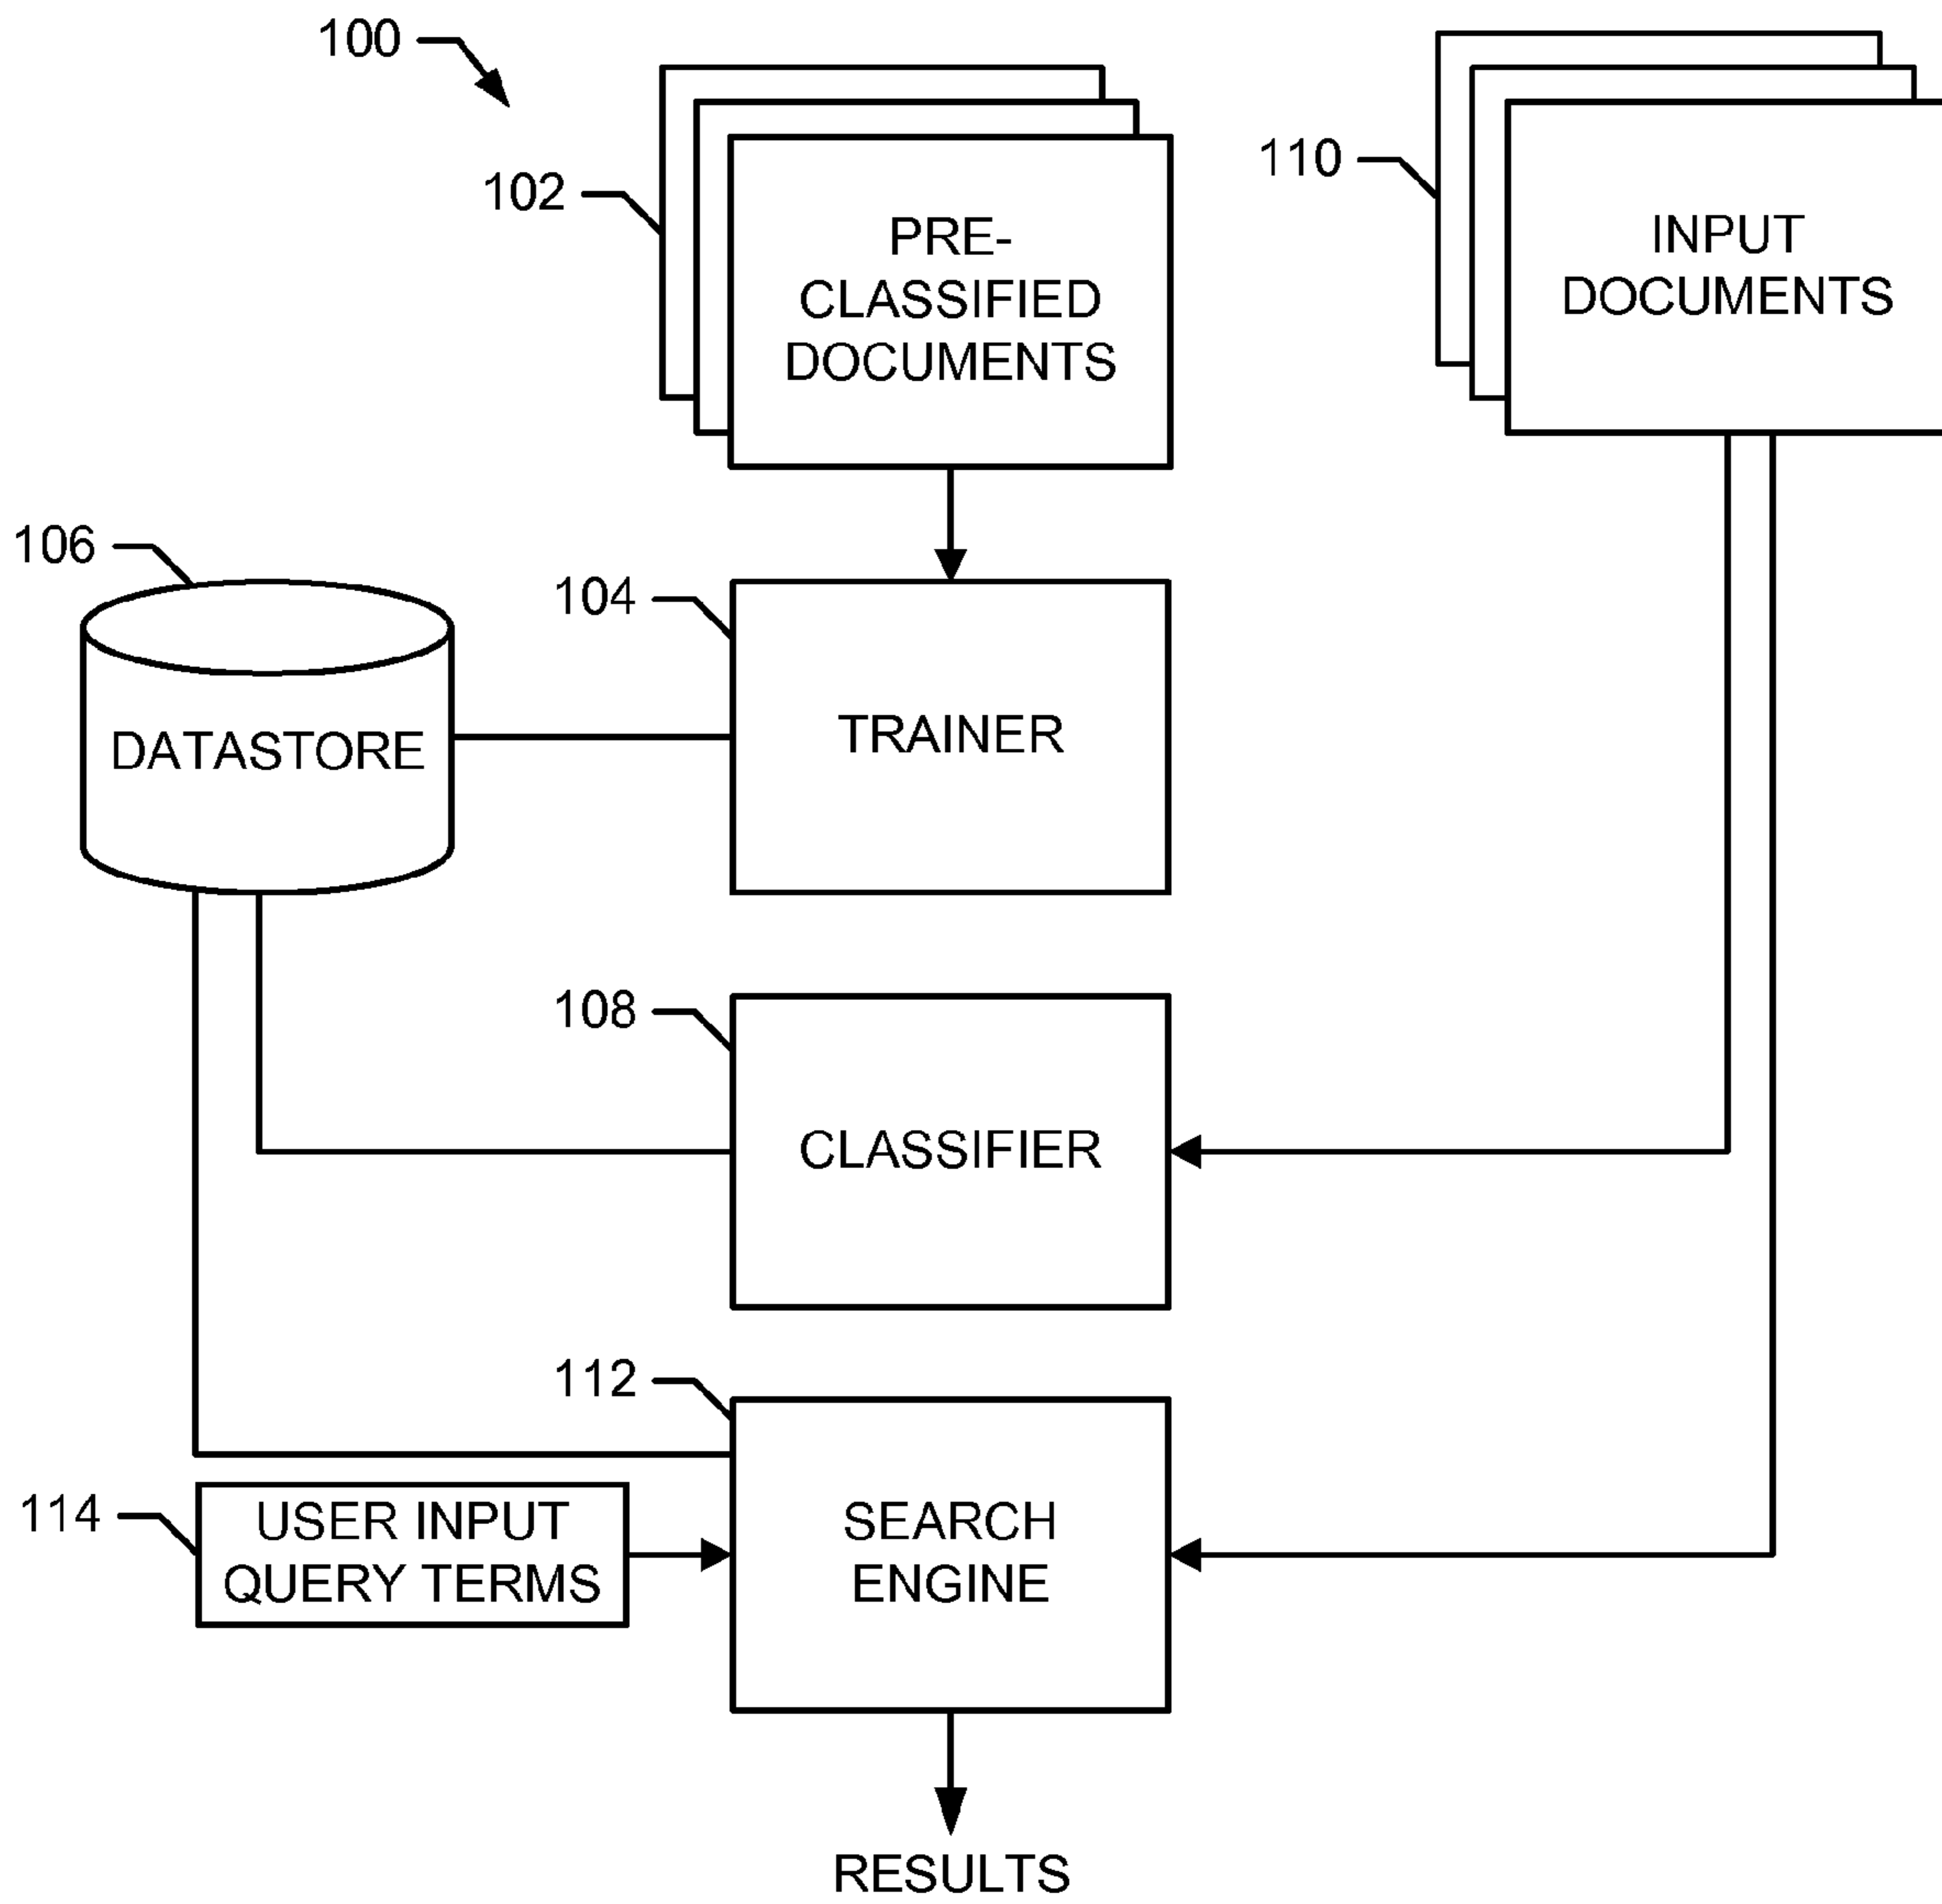 100
102
PRE-
CLASSIFIED
DOCUMENTS
110
INPUT
DOCUMENTS
106
DATASTORE
104
TRAINER
108
CLASSIFIER
112
SEARCH
ENGINE
114
USER INPUT
QUERY TERMS
RESULTS